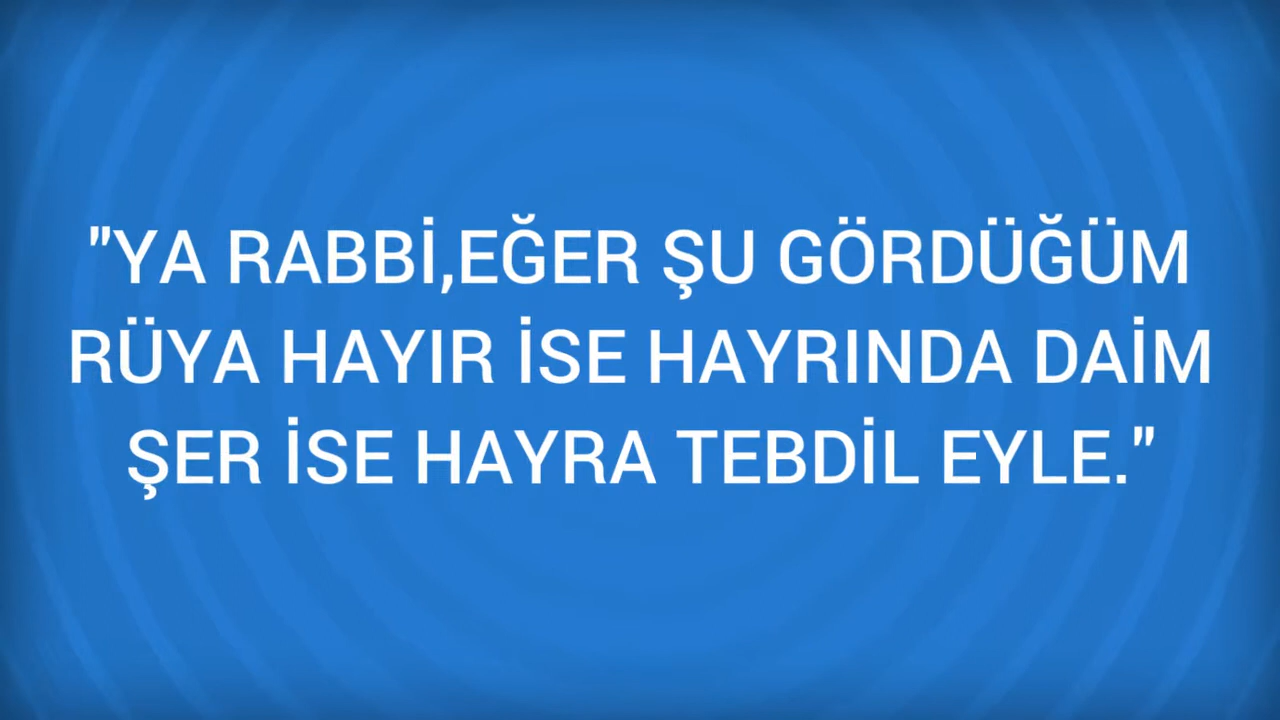 "YA RABBİ,EĞER ŞU GÖRDÜĞÜM
RÜYA HAYIR İSE HAYRINDA DAİM
ŞER İSE HAYRA TEBDİL EYLE."